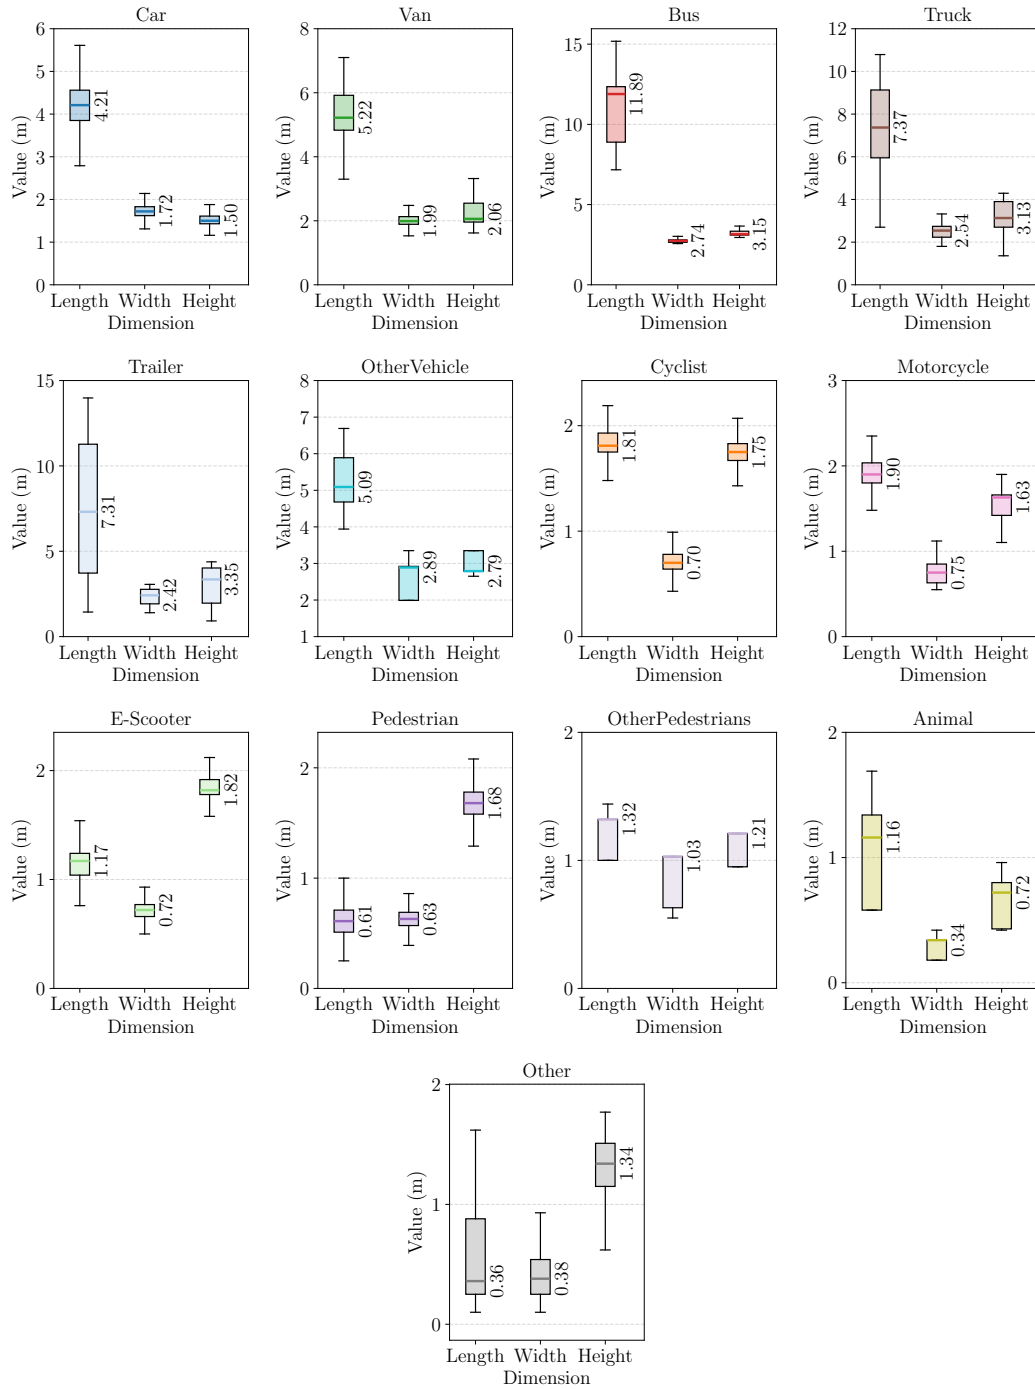 Car
Value (m)
6
5
4
3
2
1
0
4.21
1.72
1.50
Length Width Height
Dimension
Van
Value (m)
8
6
4
2
0
5.22
1.99
2.06
Length Width Height
Dimension
Bus
Value (m)
15
10
5
0
11.89
2.74
3.15
Length Width Height
Dimension
Truck
Value (m)
12
10
8
6
4
2
0
7.37
2.54
3.13
Length Width Height
Dimension
Trailer
Value (m)
15
10
5
0
7.31
2.42
3.35
Length Width Height
Dimension
OtherVehicle
Value (m)
8
7
6
5
4
3
2
1
5.09
2.89
2.79
Length Width Height
Dimension
Cyclist
Value (m)
2
1
0
1.81
0.70
1.75
Length Width Height
Dimension
Motorcycle
Value (m)
3
2
1
0
1.90
0.75
1.63
Length Width Height
Dimension
E-Scooter
Value (m)
2
1
0
1.17
0.72
1.82
Length Width Height
Dimension
Pedestrian
Value (m)
2
1
0
0.61
0.63
1.68
Length Width Height
Dimension
OtherPedestrians
Value (m)
2
1
0
1.32
1.03
1.21
Length Width Height
Dimension
Animal
Value (m)
2
1
0
1.16
0.34
0.72
Length Width Height
Dimension
Other
Value (m)
2
1
0
0.36
0.38
1.34
Length Width Height
Dimension